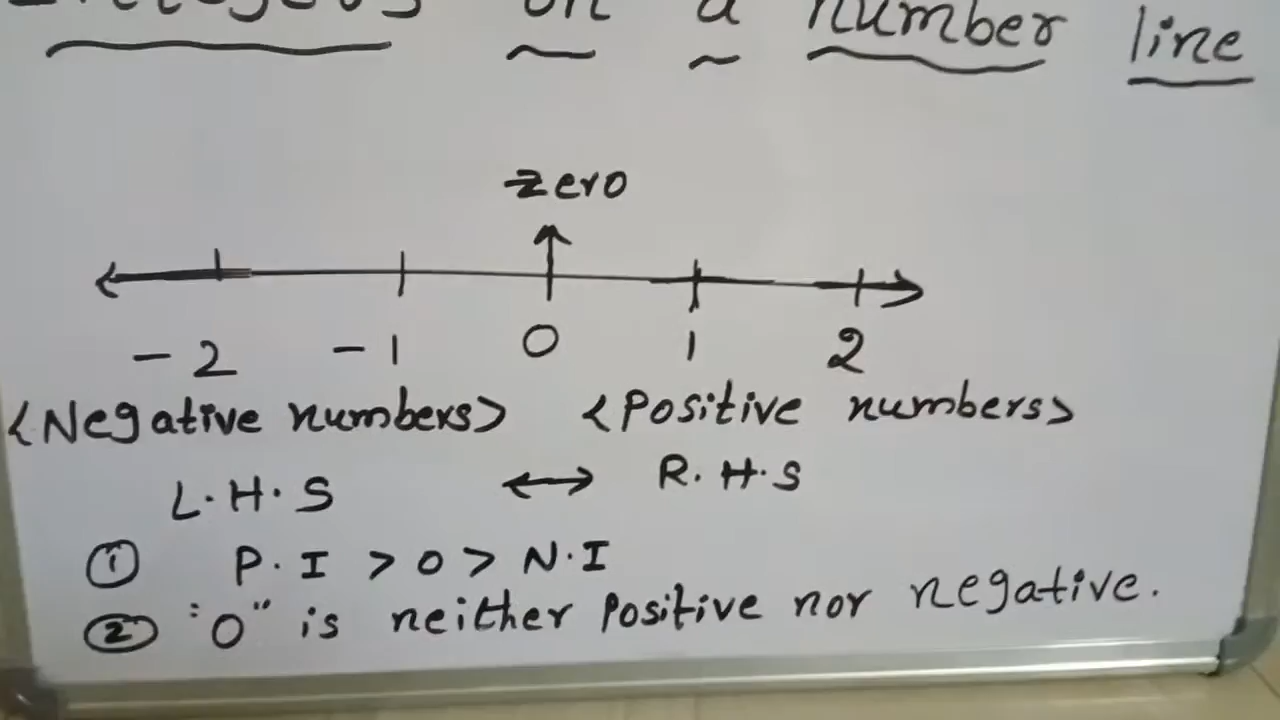 Integers on a number line
zero
-2 -1 0 1 2
<Negative numbers> <Positive numbers>
L.H.S ↔ R.H.S
① P.I > 0 > N.I
② "0" is neither positive nor negative.